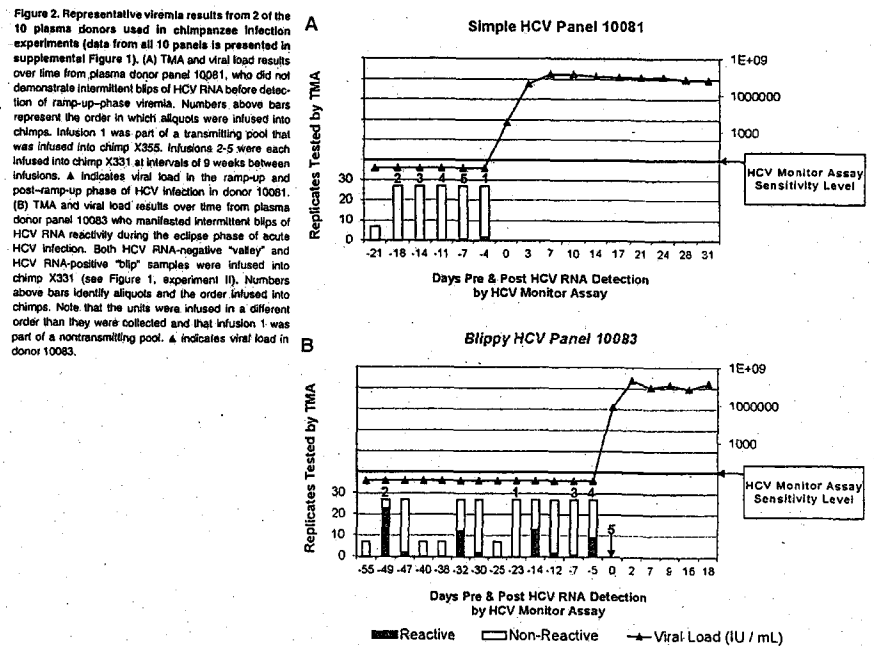 Figure 2. Representative viremia results from 2 of the
10 plasma donors used in chimpanzee infection
experiments (data from all 10 panels is presented in
supplemental Figure 1). (A) TMA and viral load results
over time from plasma donor panel 10081, who did not
demonstrate intermittent blips of HCV RNA before detec-
tion of ramp-up–phase viremia. Numbers above bars
represent the order in which aliquots were infused into
chimps. Infusion 1 was part of a transmitting pool that
was infused into chimp X355. Infusions 2-5 were each
infused into chimp X331 at intervals of 9 weeks between
infusions. ▲ indicates viral load in the ramp-up and
post–ramp-up phase of HCV infection in donor 10081.
(B) TMA and viral load results over time from plasma
donor panel 10083 who manifested intermittent blips of
HCV RNA reactivity during the eclipse phase of acute
HCV infection. Both HCV RNA-negative "valley" and
HCV RNA-positive "blip" samples were infused into
chimp X331 (see Figure 1, experiment II). Numbers
above bars identify aliquots and the order infused into
chimps. Note that the units were infused in a different
order than they were collected and that infusion 1 was
part of a nontransmitting pool. ▲ indicates viral load in
donor 10083.
A
Simple HCV Panel 10081
Replicates Tested by TMA
1E+09
1000000
1000
HCV Monitor Assay
Sensitivity Level
30
20
10
0
2 3 4 5 1
-21 -18 -14 -11 -7 -4 0 3 7 10 14 18 21 24 28 31
Days Pre & Post HCV RNA Detection
by HCV Monitor Assay
B
Blippy HCV Panel 10083
Replicates Tested by TMA
1E+09
1000000
1000
HCV Monitor Assay
Sensitivity Level
30
20
10
0
2 1 3 4 5
-55 -49 -47 -40 -38 -32 -30 -25 -23 -14 -12 -7 -5 0 2 7 9 16 18
Days Pre & Post HCV RNA Detection
by HCV Monitor Assay
Reactive Non-Reactive Viral Load (IU / mL)